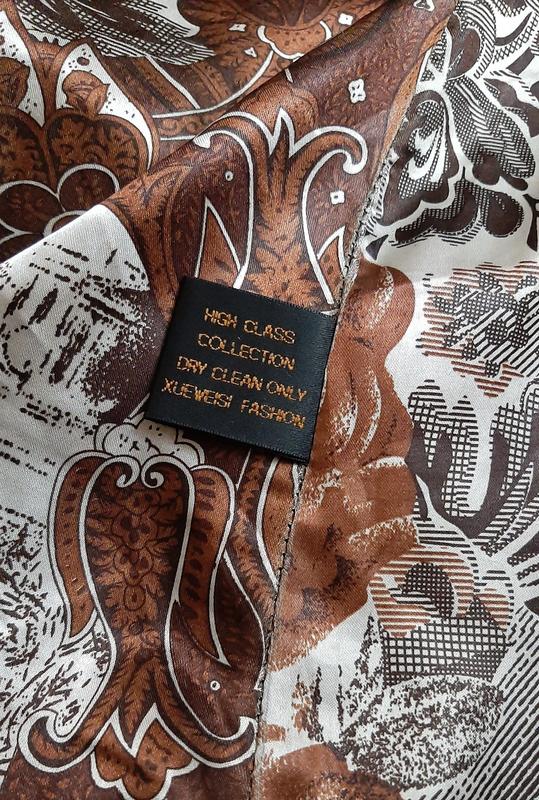 HIGH CLASS
COLLECTION
DRY CLEAN ONLY
XUEWEISI FASHION